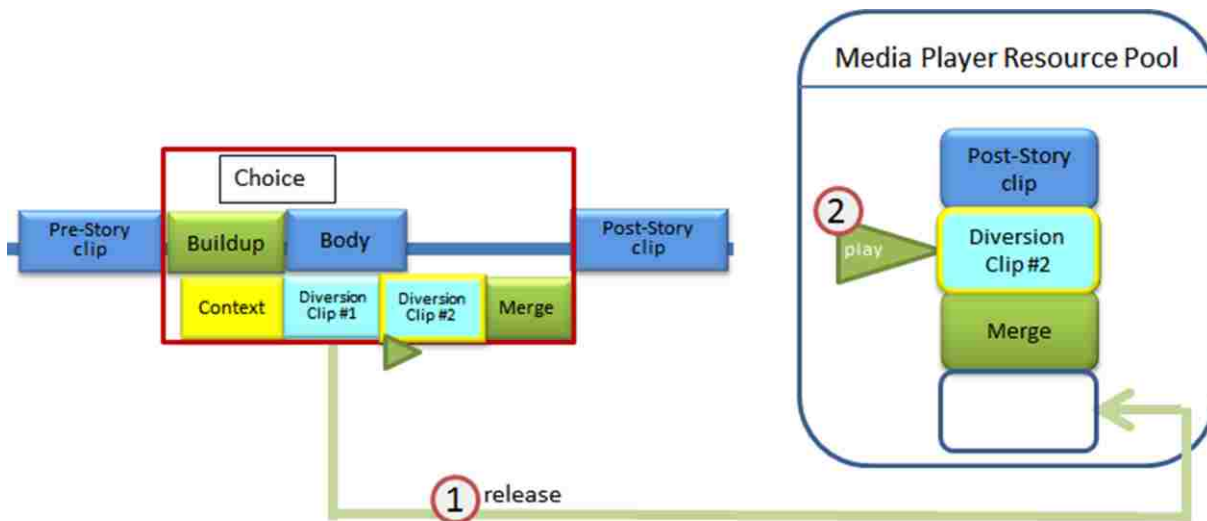 Media Player Resource Pool
Choice
Pre-Story
clip
Buildup
Body
Post-Story
clip
Context
Diversion
Clip #1
Diversion
Clip #2
Merge
Post-Story
clip
2
play
Diversion
Clip #2
Merge
1 release